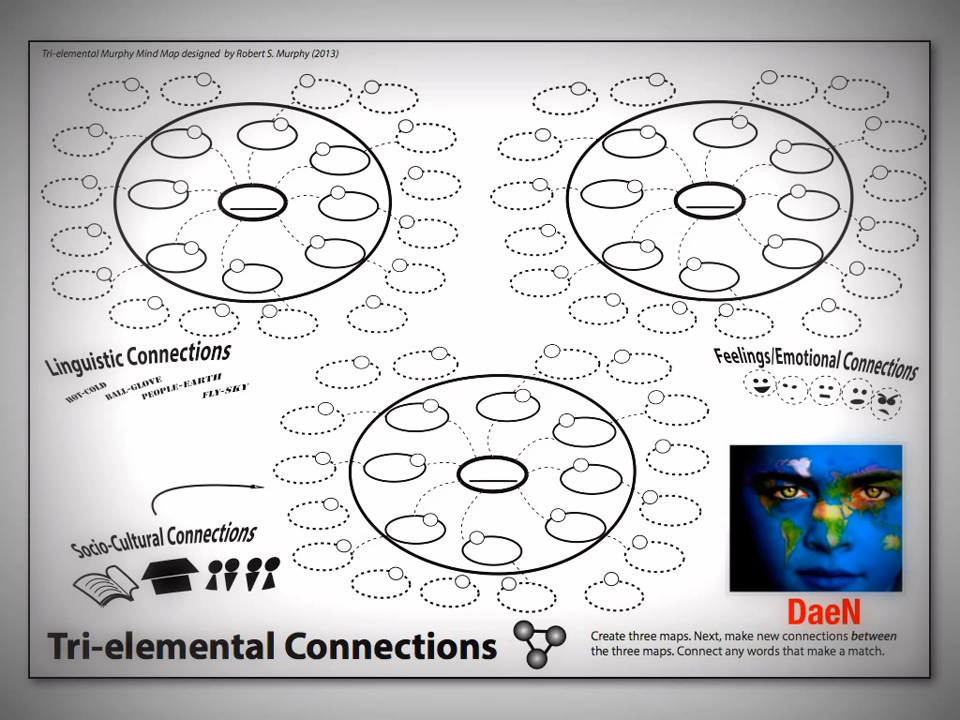 Tri-elemental Murphy Mind Map designed by Robert S. Murphy (2013)
Linguistic Connections
HOT-COLD
BALL-GLOVE
PEOPLE-EARTH
FLY-SKY
Feelings/Emotional Connections
Socio-Cultural Connections
DaeN
Tri-elemental Connections
Create three maps. Next, make new connections between
the three maps. Connect any words that make a match.